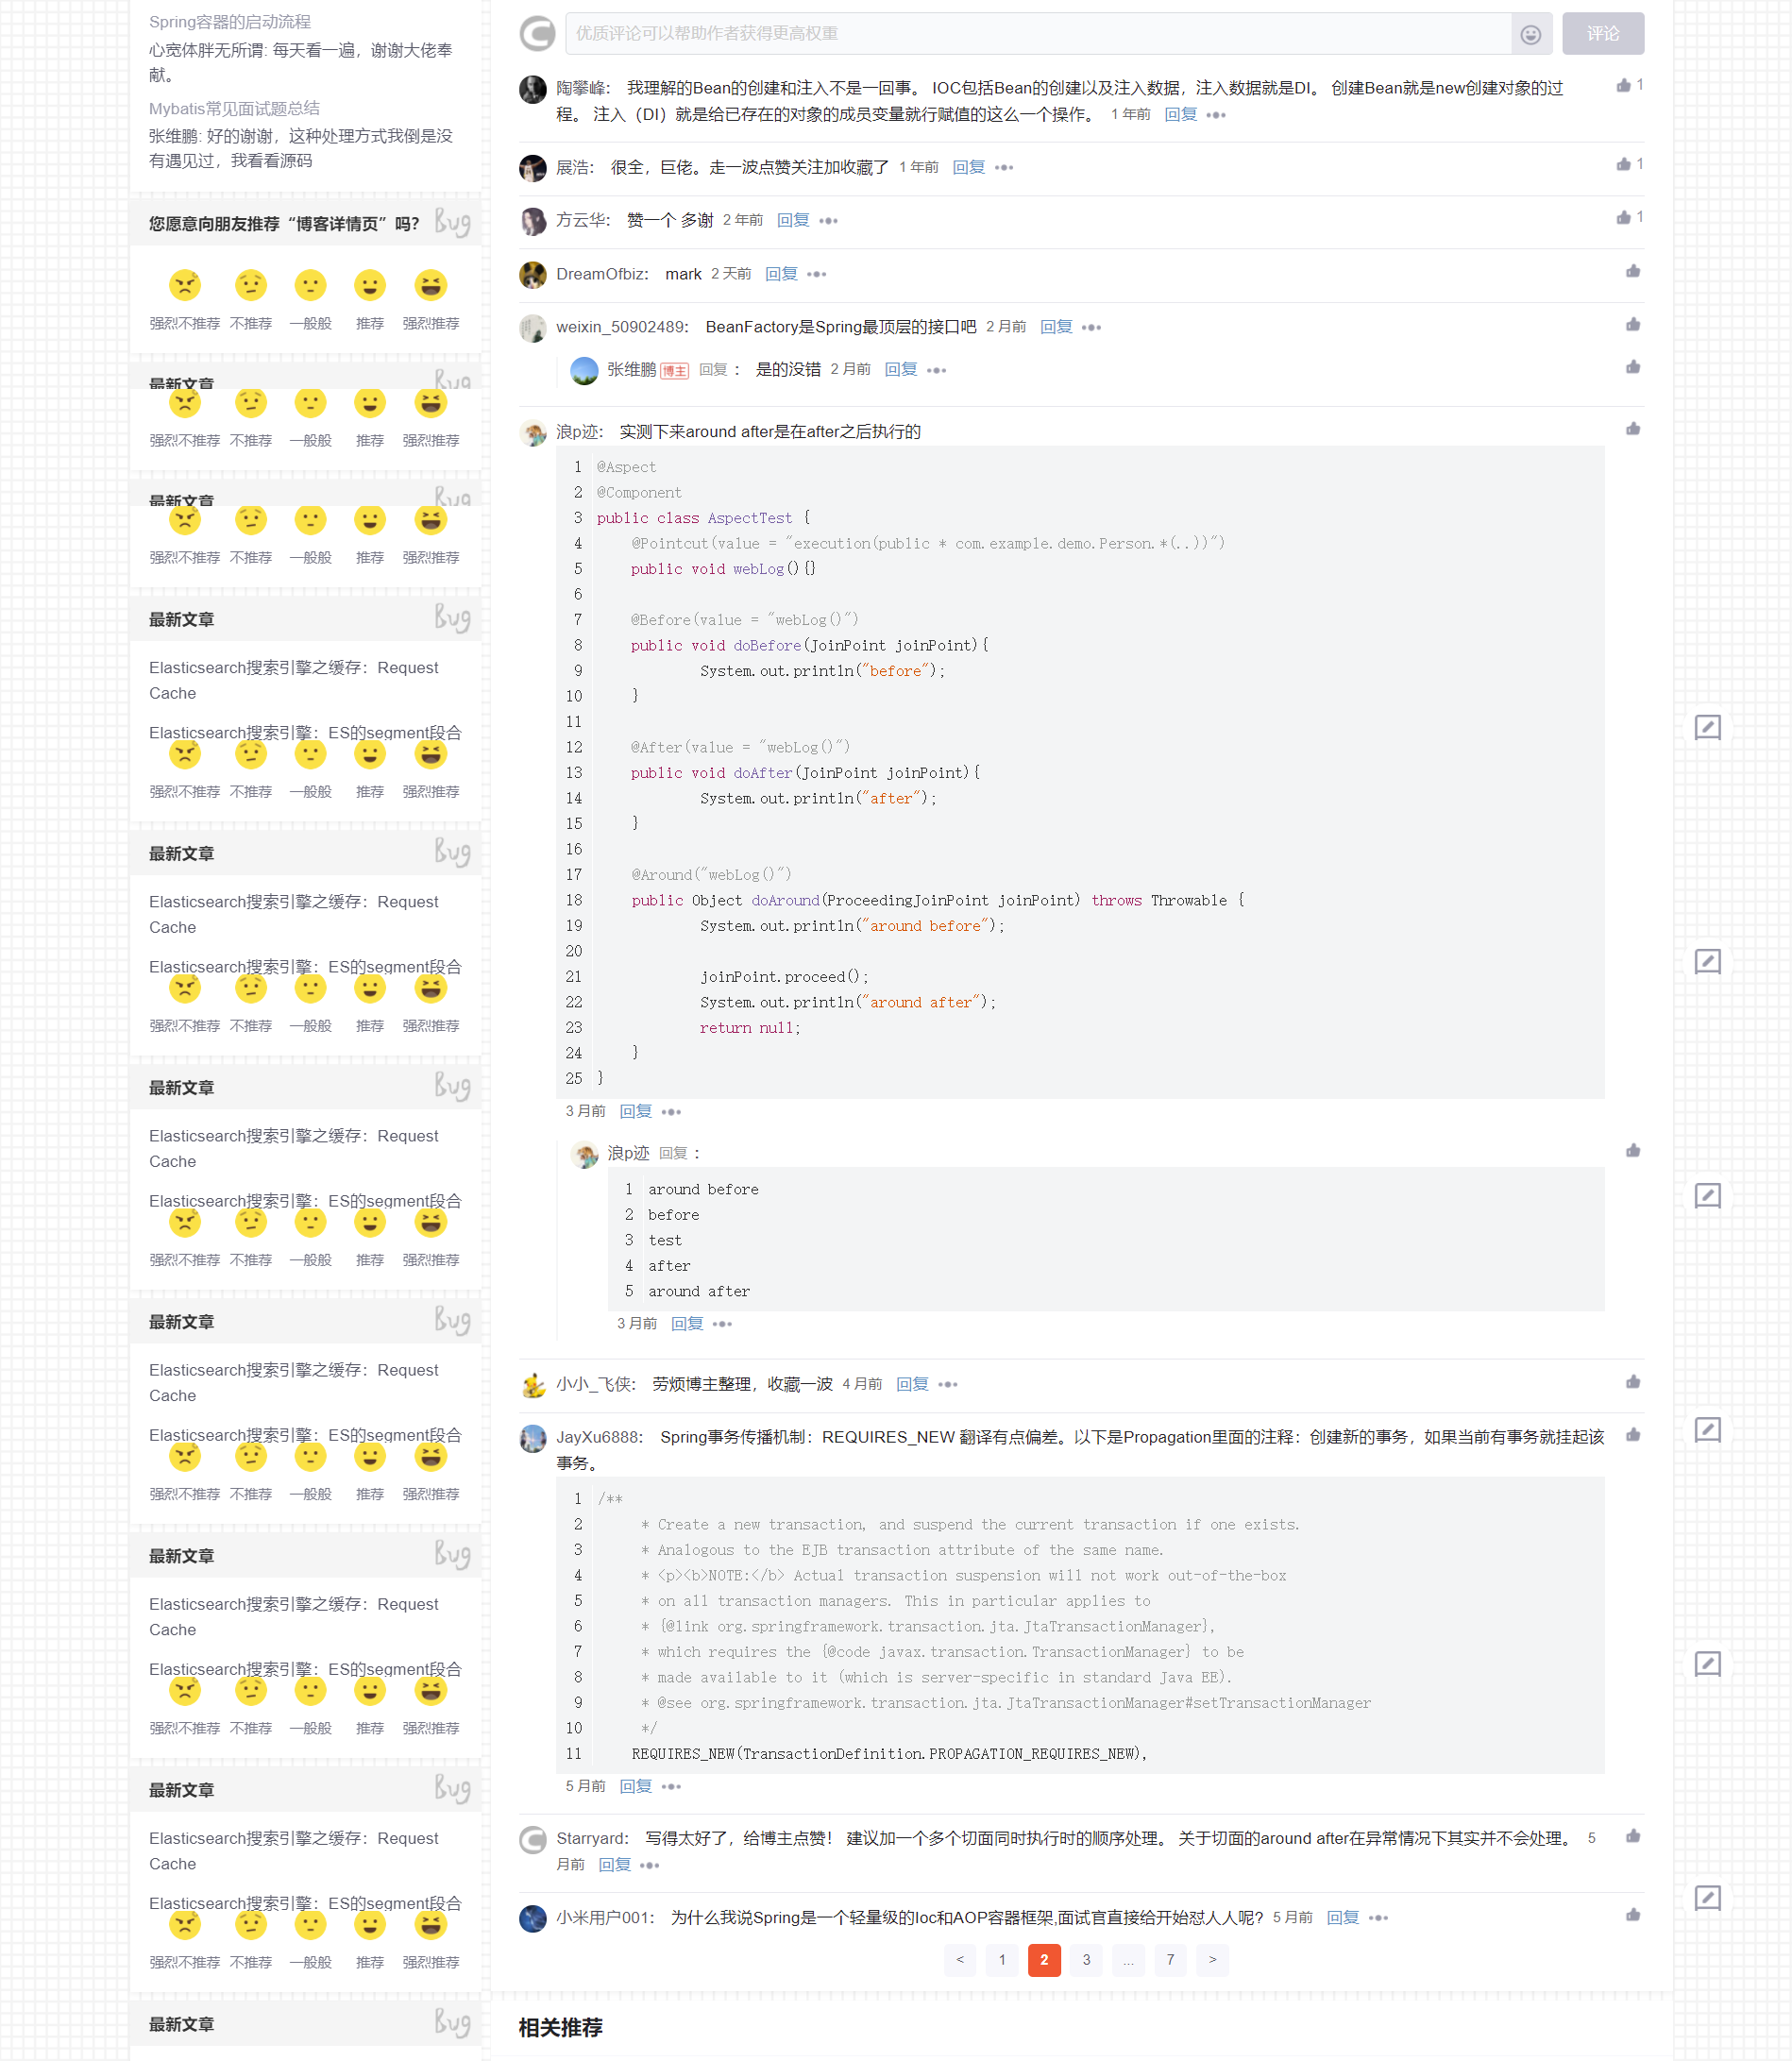 Spring容器的启动流程
心宽体胖无所谓: 每天看一遍，谢谢大佬奉
献。
Mybatis常见面试题总结
张维鹏: 好的谢谢，这种处理方式我倒是没
有遇见过，我看看源码
您愿意向朋友推荐“博客详情页”吗？
Bug
强烈不推荐 不推荐 一般般 推荐 强烈推荐
最新文章
Bug
强烈不推荐 不推荐 一般般 推荐 强烈推荐
最新文章
Bug
强烈不推荐 不推荐 一般般 推荐 强烈推荐
最新文章
Bug
Elasticsearch搜索引擎之缓存：Request
Cache
Elasticsearch搜索引擎：ES的segment段合
强烈不推荐 不推荐 一般般 推荐 强烈推荐
最新文章
Bug
Elasticsearch搜索引擎之缓存：Request
Cache
Elasticsearch搜索引擎：ES的segment段合
强烈不推荐 不推荐 一般般 推荐 强烈推荐
最新文章
Bug
Elasticsearch搜索引擎之缓存：Request
Cache
Elasticsearch搜索引擎：ES的segment段合
强烈不推荐 不推荐 一般般 推荐 强烈推荐
最新文章
Bug
Elasticsearch搜索引擎之缓存：Request
Cache
Elasticsearch搜索引擎：ES的segment段合
强烈不推荐 不推荐 一般般 推荐 强烈推荐
最新文章
Bug
Elasticsearch搜索引擎之缓存：Request
Cache
Elasticsearch搜索引擎：ES的segment段合
强烈不推荐 不推荐 一般般 推荐 强烈推荐
最新文章
Bug
Elasticsearch搜索引擎之缓存：Request
Cache
Elasticsearch搜索引擎：ES的segment段合
强烈不推荐 不推荐 一般般 推荐 强烈推荐
最新文章
Bug
优质评论可以帮助作者获得更高权重
评论
陶攀峰： 我理解的Bean的创建和注入不是一回事。 IOC包括Bean的创建以及注入数据，注入数据就是DI。 创建Bean就是new创建对象的过 1
程。 注入（DI）就是给已存在的对象的成员变量就行赋值的这么一个操作。 1 年前 回复
展浩： 很全，巨佬。走一波点赞关注加收藏了 1 年前 回复 1
方云华： 赞一个 多谢 2 年前 回复 1
DreamOfbiz： mark 2 天前 回复
weixin_50902489： BeanFactory是Spring最顶层的接口吧 2 月前 回复
张维鹏 博主 回复： 是的没错 2 月前 回复
浪p迹： 实测下来around after是在after之后执行的
1 @Aspect
2 @Component
3 public class AspectTest {
4     @Pointcut(value = "execution(public * com.example.demo.Person.*(..))")
5     public void webLog(){}
6
7     @Before(value = "webLog()")
8     public void doBefore(JoinPoint joinPoint){
9             System.out.println("before");
10     }
11
12     @After(value = "webLog()")
13     public void doAfter(JoinPoint joinPoint){
14             System.out.println("after");
15     }
16
17     @Around("webLog()")
18     public Object doAround(ProceedingJoinPoint joinPoint) throws Throwable {
19             System.out.println("around before");
20
21             joinPoint.proceed();
22             System.out.println("around after");
23             return null;
24     }
25 }
3 月前 回复
浪p迹 回复：
1 around before
2 before
3 test
4 after
5 around after
3 月前 回复
小小_飞侠： 劳烦博主整理，收藏一波 4 月前 回复
JayXu6888： Spring事务传播机制：REQUIRES_NEW 翻译有点偏差。以下是Propagation里面的注释：创建新的事务，如果当前有事务就挂起该
事务。
1 /**
2      * Create a new transaction, and suspend the current transaction if one exists.
3      * Analogous to the EJB transaction attribute of the same name.
4      * <p><b>NOTE:</b> Actual transaction suspension will not work out-of-the-box
5      * on all transaction managers. This in particular applies to
6      * {@link org.springframework.transaction.jta.JtaTransactionManager},
7      * which requires the {@code javax.transaction.TransactionManager} to be
8      * made available to it (which is server-specific in standard Java EE).
9      * @see org.springframework.transaction.jta.JtaTransactionManager#setTransactionManager
10      */
11     REQUIRES_NEW(TransactionDefinition.PROPAGATION_REQUIRES_NEW),
5 月前 回复
Starryard： 写得太好了，给博主点赞！ 建议加一个多个切面同时执行时的顺序处理。 关于切面的around after在异常情况下其实并不会处理。 5
月前 回复
小米用户001： 为什么我说Spring是一个轻量级的Ioc和AOP容器框架,面试官直接给开始怼人人呢? 5 月前 回复
< 1 2 3 ... 7 >
相关推荐